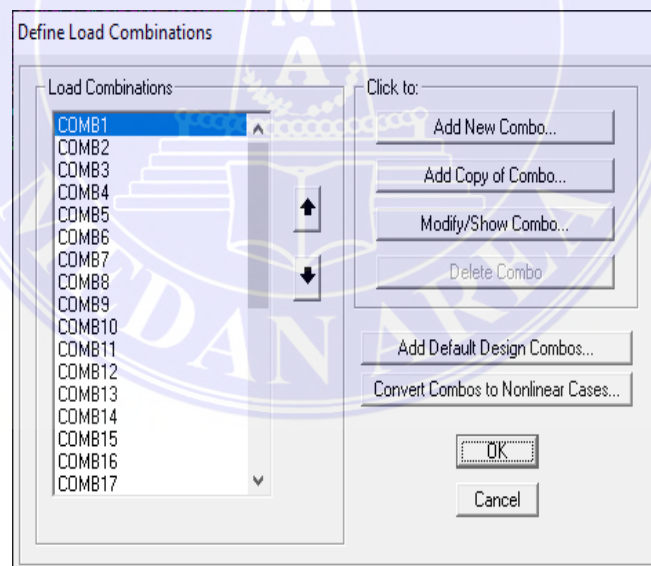 Define Load Combinations
Load Combinations
COMB1
COMB2
COMB3
COMB4
COMB5
COMB6
COMB7
COMB8
COMB9
COMB10
COMB11
COMB12
COMB13
COMB14
COMB15
COMB16
COMB17
Click to:
Add New Combo...
Add Copy of Combo...
Modify/Show Combo...
Delete Combo
Add Default Design Combos...
Convert Combos to Nonlinear Cases...
OK
Cancel
M
A
MEDAN AREA